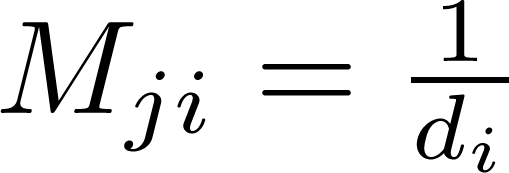 M_{ji} = \frac{1}{d_i}